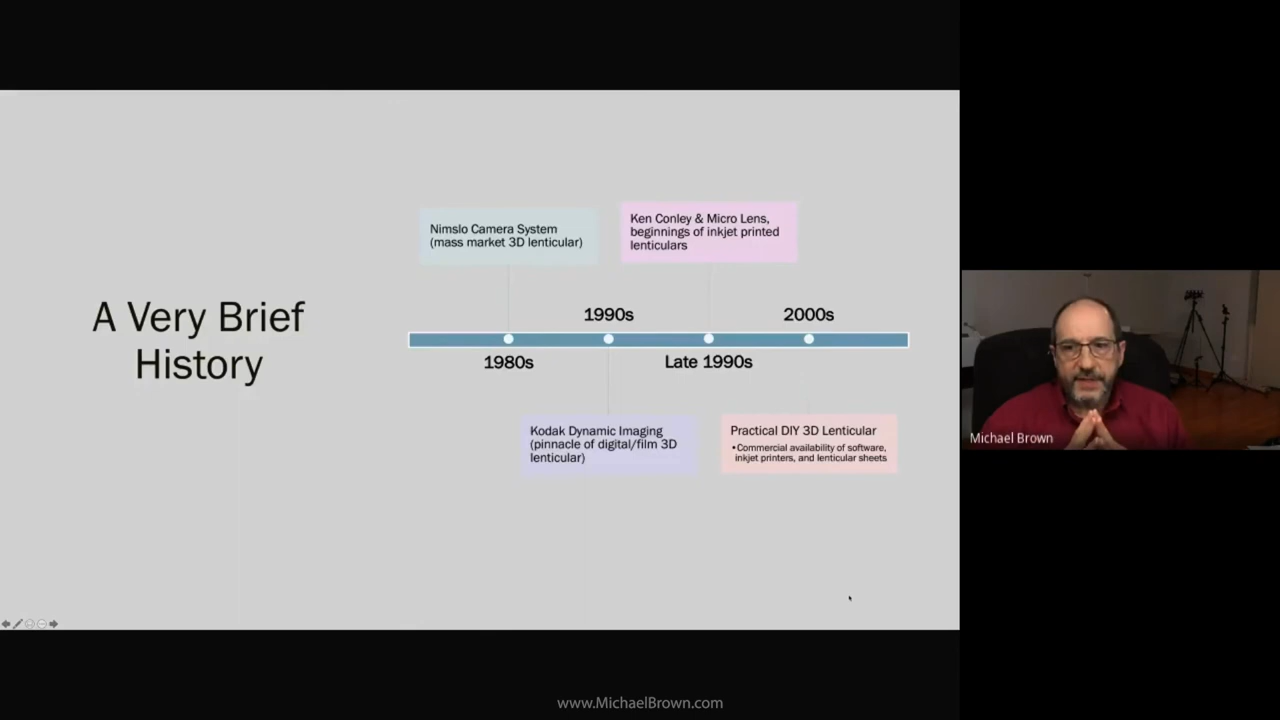 A Very Brief
History
Nimslo Camera System
(mass market 3D lenticular)
Ken Conley & Micro Lens,
beginnings of inkjet printed
lenticulars
1990s
2000s
1980s
Late 1990s
Kodak Dynamic Imaging
(pinnacle of digital/film 3D
lenticular)
Practical DIY 3D Lenticular
•Commercial availability of software,
inkjet printers, and lenticular sheets
Michael Brown
www.MichaelBrown.com